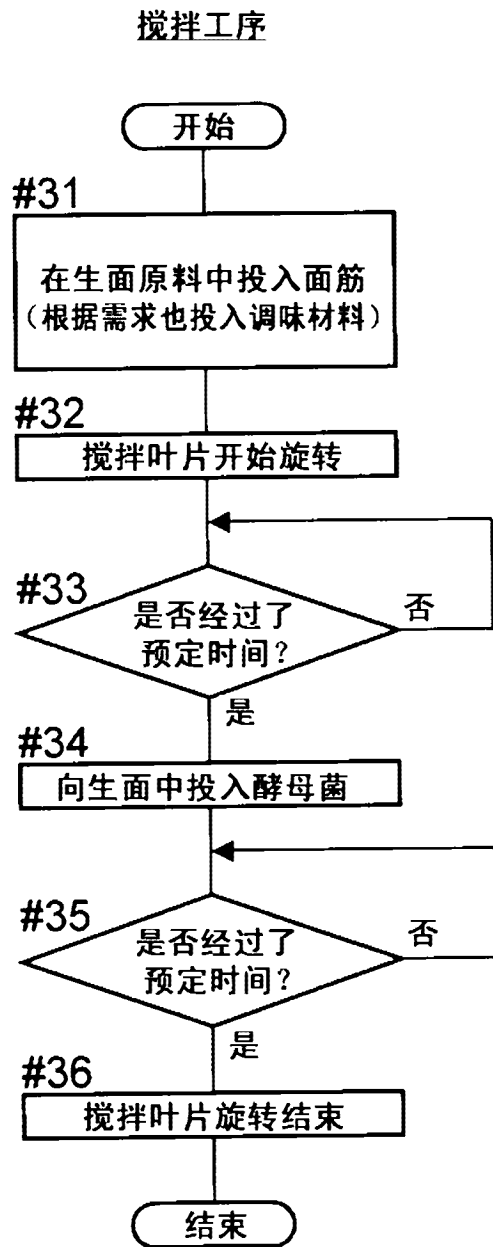 搅拌工序
开始
#31
在生面原料中投入面筋
（根据需求也投入调味材料）
#32
搅拌叶片开始旋转
#33
是否经过了
预定时间？
否
是
#34
向生面中投入酵母菌
#35
是否经过了
预定时间？
否
是
#36
搅拌叶片旋转结束
结束